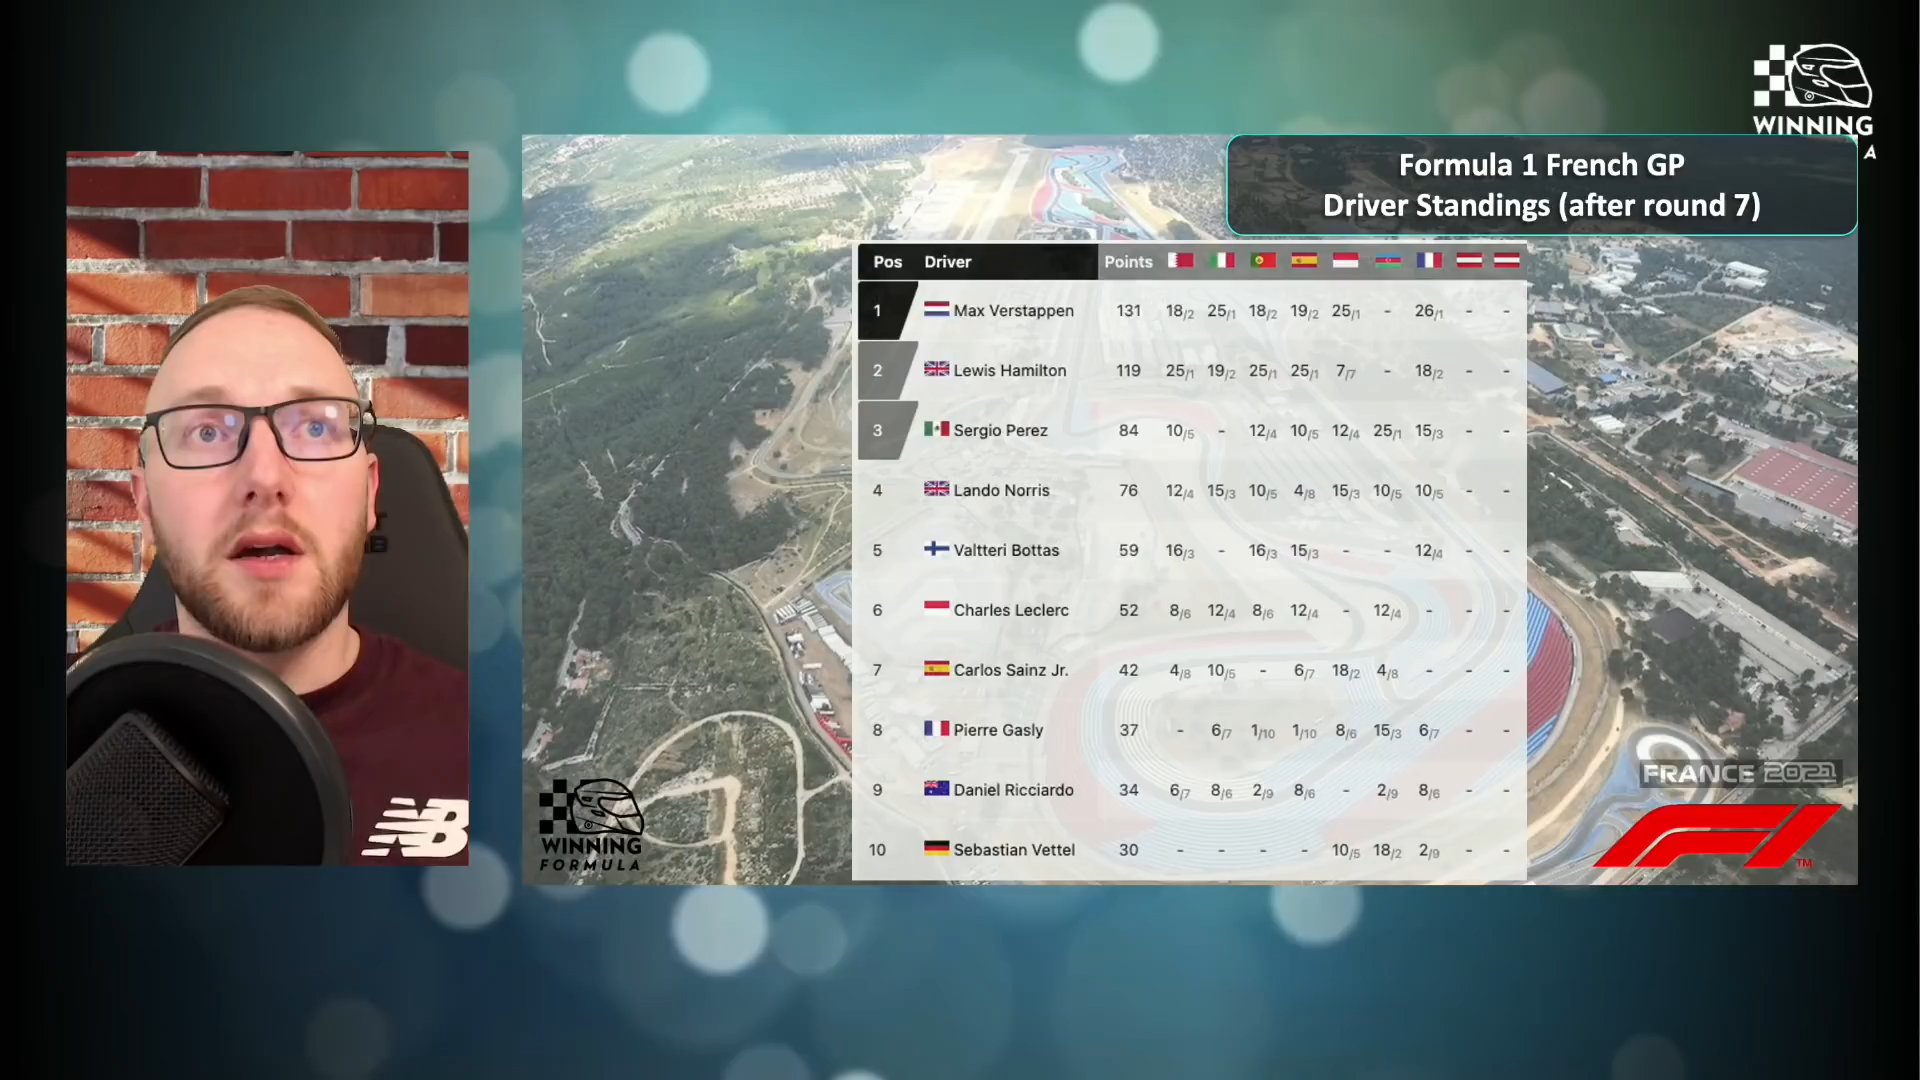 WINNING
A
Formula 1 French GP
Driver Standings (after round 7)
Pos Driver Points
1 Max Verstappen 131 18/2 25/1 18/2 19/2 25/1 - 26/1 - -
2 Lewis Hamilton 119 25/1 19/2 25/1 25/1 7/7 - 18/2 - -
3 Sergio Perez 84 10/5 - 12/4 10/5 12/4 25/1 15/3 - -
4 Lando Norris 76 12/4 15/3 10/5 4/8 15/3 10/5 10/5 - -
5 Valtteri Bottas 59 16/3 - 16/3 15/3 - - 12/4 - -
6 Charles Leclerc 52 8/6 12/4 8/6 12/4 - 12/4 - - -
7 Carlos Sainz Jr. 42 4/8 10/5 - 6/7 18/2 4/8 - - -
8 Pierre Gasly 37 - 6/7 1/10 1/10 8/6 15/3 6/7 - -
9 Daniel Ricciardo 34 6/7 8/6 2/9 8/6 - 2/9 8/6 - -
10 Sebastian Vettel 30 - - - - 10/5 18/2 2/9 - -
FRANCE 2021
F1
TM
WINNING
FORMULA
NB